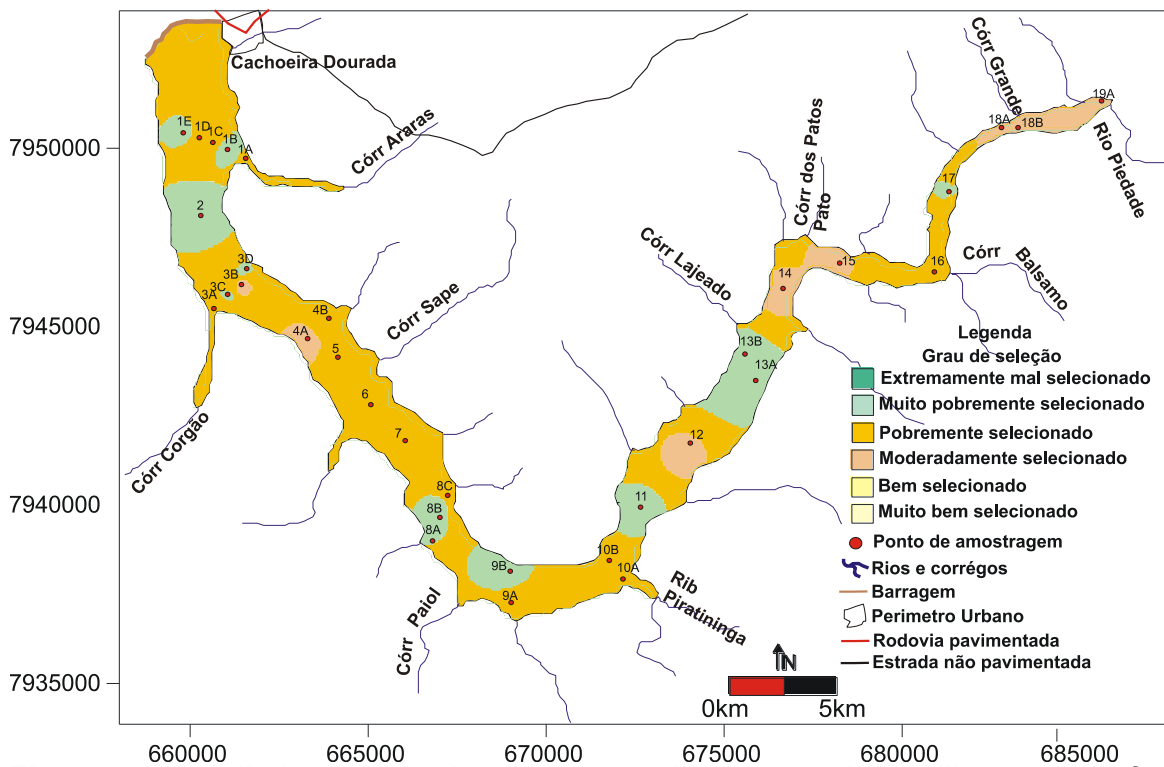 Cachoeira Dourada
Córr Araras
Córr Grande
19A
18A
18B
Rio Piedade
1E
1D
1C
1B
1A
7950000
17
Córr dos Patos
Pato
2
Córr Lajeado
3D
3B
3C
3A
15
14
16
Córr
Balsamo
7945000
4B
4A
5
Córr Sape
13B
13A
6
7
12
Córr Corgão
7940000
8C
8B
8A
11
9B
9A
10B
10A
Rib
Piratininga
Córr Paiol
7935000
Legenda
Grau de seleção
Extremamente mal selecionado
Muito pobremente selecionado
Pobremente selecionado
Moderadamente selecionado
Bem selecionado
Muito bem selecionado
Ponto de amostragem
Rios e corrégos
Barragem
Perimetro Urbano
Rodovia pavimentada
Estrada não pavimentada
N
0km 5km
660000 665000 670000 675000 680000 685000